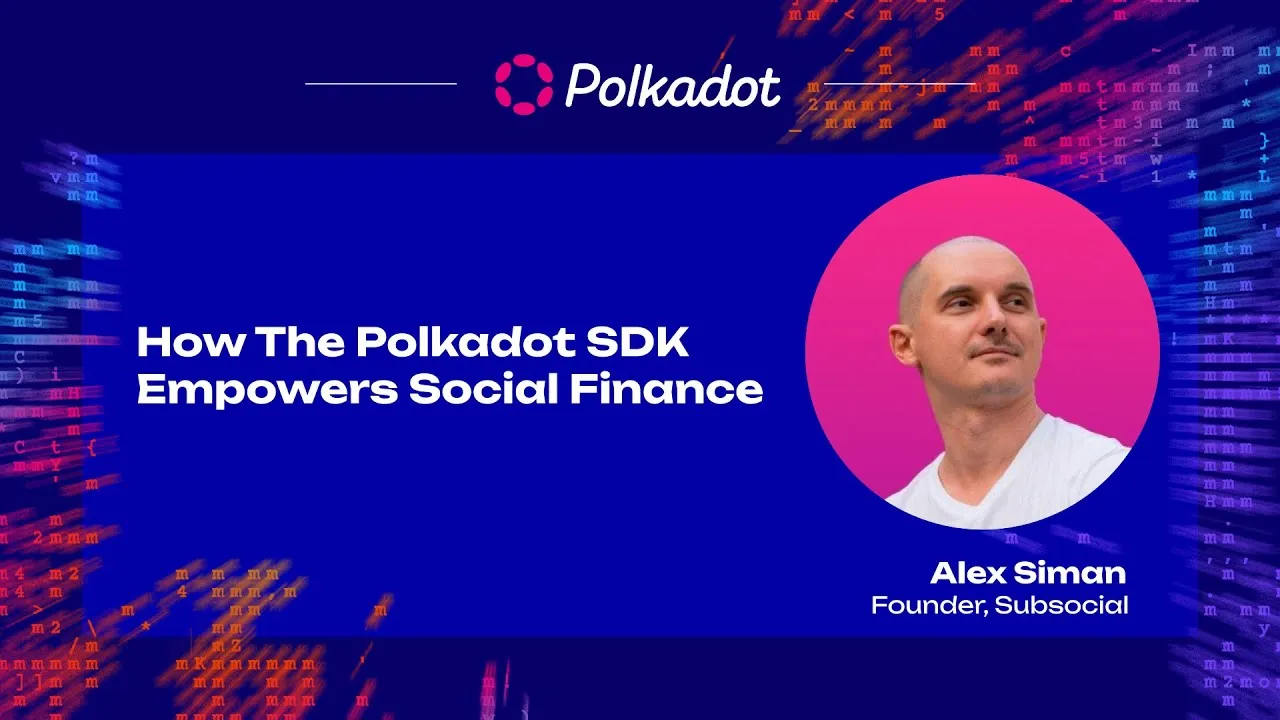 Polkadot
How The Polkadot SDK
Empowers Social Finance
Alex Siman
Founder, Subsocial